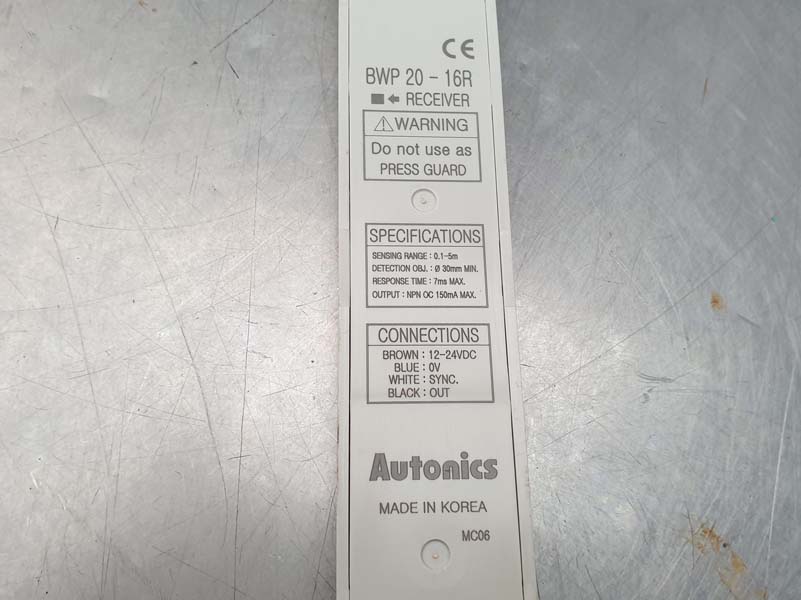 CE
BWP 20 - 16R
RECEIVER
WARNING
Do not use as
PRESS GUARD
SPECIFICATIONS
SENSING RANGE : 0.1-5m
DETECTION OBJ. : Ø 30mm MIN.
RESPONSE TIME : 7ms MAX.
OUTPUT : NPN OC 150mA MAX.
CONNECTIONS
BROWN : 12-24VDC
BLUE : 0V
WHITE : SYNC.
BLACK : OUT
Autonics
MADE IN KOREA
MC06